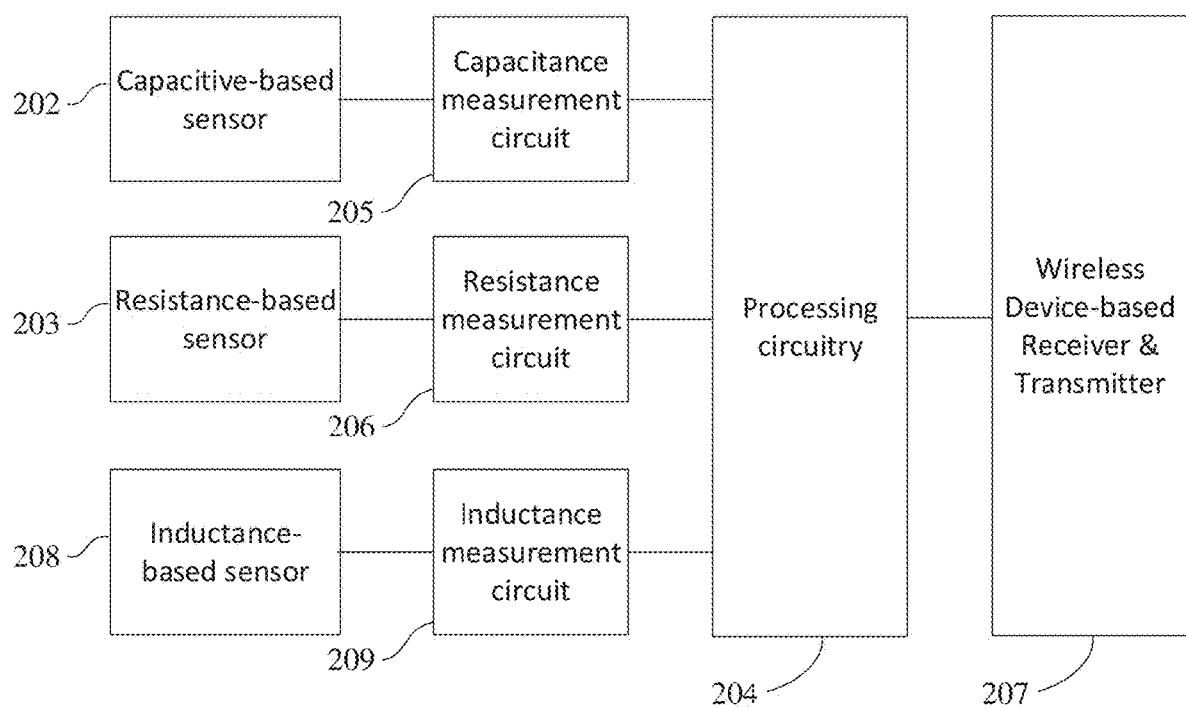 Capacitive-based
sensor
202
Capacitance
measurement
circuit
205
Resistance-based
sensor
203
Resistance
measurement
circuit
206
Inductance-
based sensor
208
Inductance
measurement
circuit
209
Processing
circuitry
204
Wireless
Device-based
Receiver &
Transmitter
207